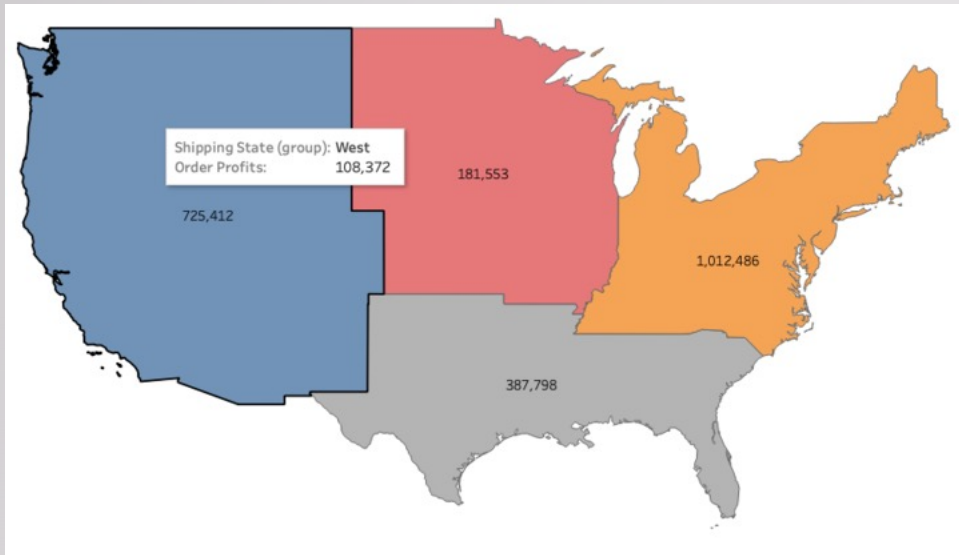 Shipping State (group): West
Order Profits: 108,372
181,553
725,412
1,012,486
387,798